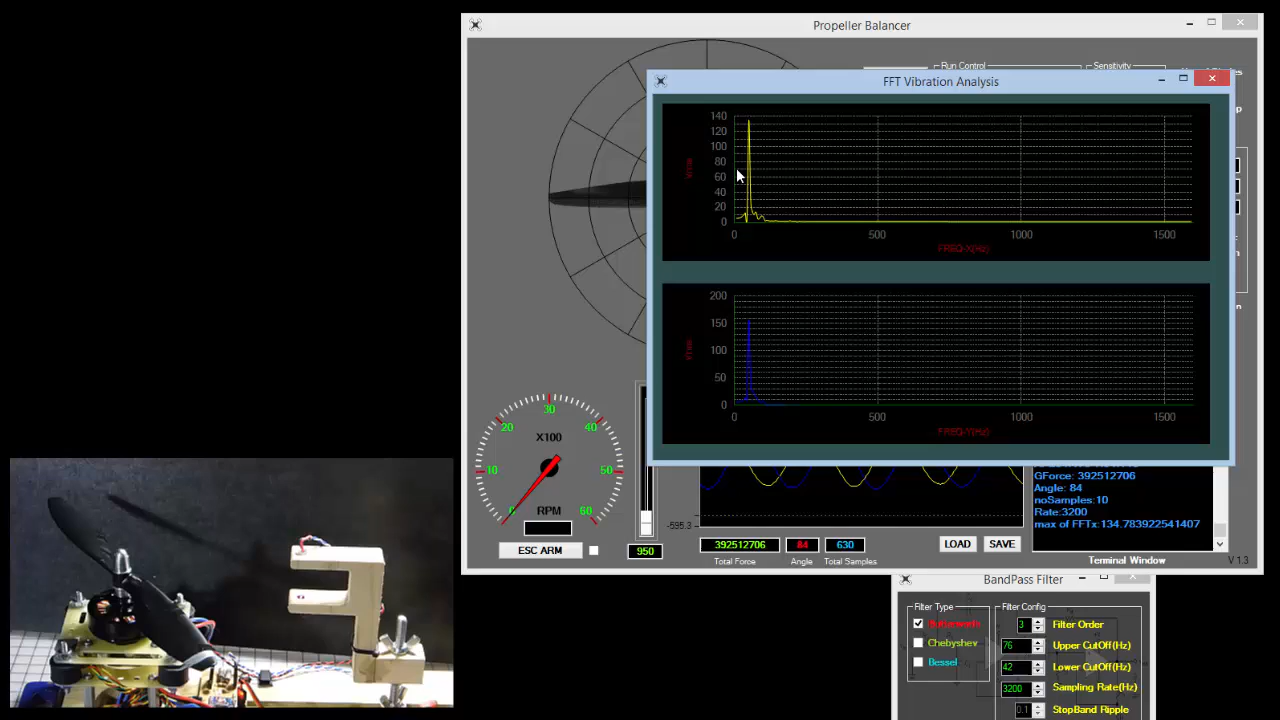 Propeller Balancer
Run Control
Sensitivity
FFT Vibration Analysis
140
120
100
80
60
40
20
0
0 500 1000 1500
FREQ-X(Hz)
200
150
100
50
0
0 500 1000 1500
FREQ-Y(Hz)
0 10 20 30 40 50 60
X100
RPM
ESC ARM
950
-595.3
392512706 84 630
Total Force Angle Total Samples
LOAD SAVE
GForce: 392512706
Angle: 84
noSamples:10
Rate:3200
max of FFTx:134.783922541407
Terminal Window
V 1.3
BandPass Filter
Filter Type
Butterworth
Chebyshev
Bessel
Filter Config
3 Filter Order
76 Upper CutOff(Hz)
42 Lower CutOff(Hz)
3200 Sampling Rate(Hz)
0.1 StopBand Ripple